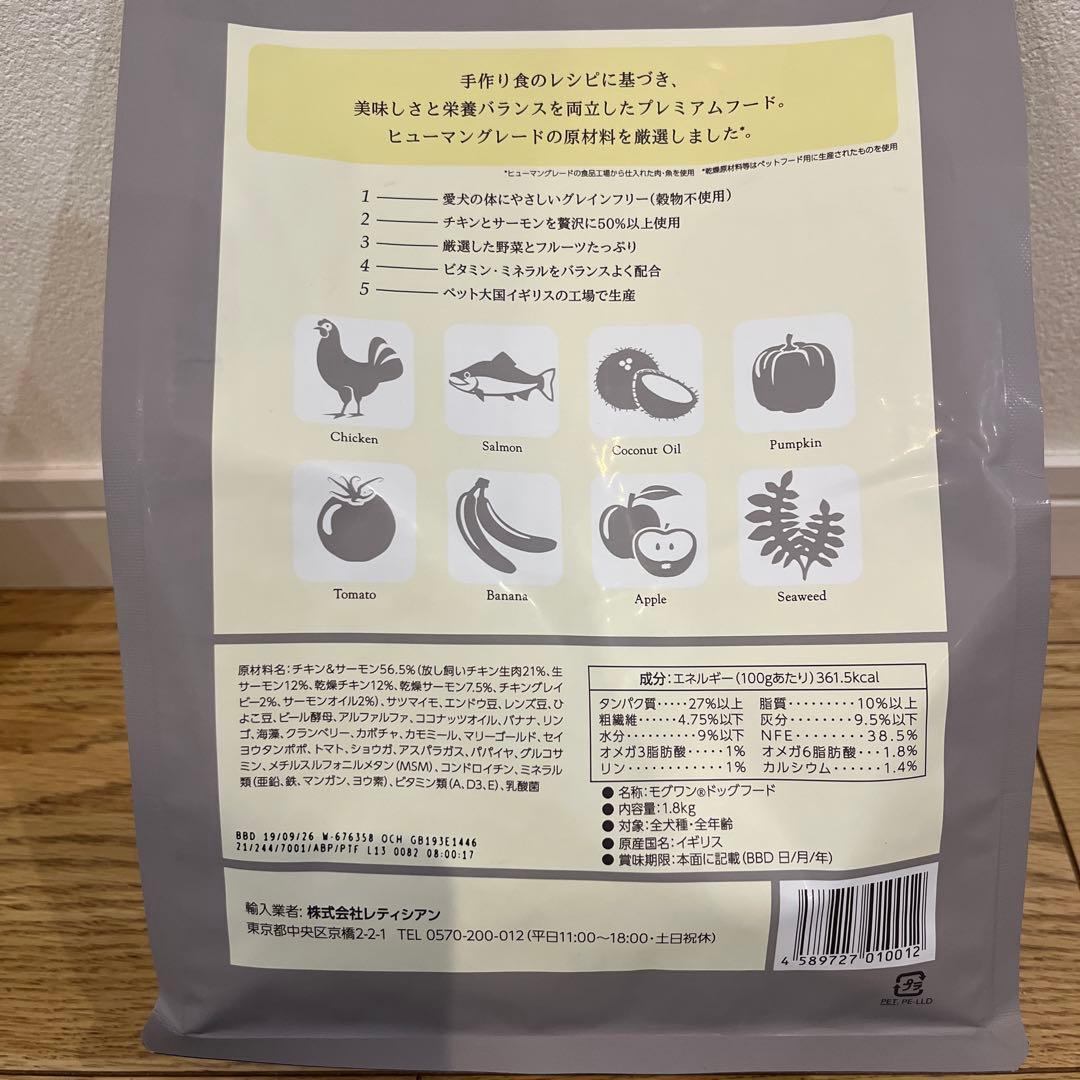 手作り食のレシピに基づき、
美味しさと栄養バランスを両立したプレミアムフード。
ヒューマングレードの原材料を厳選しました*。
*ヒューマングレードの食品工場から仕入れた肉・魚を使用 *乾燥原材料等はペットフード用に生産されたものを使用
1 愛犬の体にやさしいグレインフリー(穀物不使用)
2 チキンとサーモンを贅沢に50%以上使用
3 厳選した野菜とフルーツたっぷり
4 ビタミン・ミネラルをバランスよく配合
5 ペット大国イギリスの工場で生産
Chicken Salmon Coconut Oil Pumpkin
Tomato Banana Apple Seaweed
原材料名:チキン&サーモン56.5%(放し飼いチキン生肉21%、生
サーモン12%、乾燥チキン12%、乾燥サーモン7.5%、チキングレイ
ビー2%、サーモンオイル2%)、サツマイモ、エンドウ豆、レンズ豆、ひ
よこ豆、ビール酵母、アルファルファ、ココナッツオイル、バナナ、リン
ゴ、海藻、クランベリー、カボチャ、カモミール、マリーゴールド、セイ
ヨウタンポポ、トマト、ショウガ、アスパラガス、パパイヤ、グルコサ
ミン、メチルスルフォニルメタン(MSM)、コンドロイチン、ミネラル
類(亜鉛、鉄、マンガン、ヨウ素)、ビタミン類(A、D3、E)、乳酸菌
BBD 19/09/26 W-676358 OCH GB193E1446
21/244/7001/ABP/PTF L13 0082 08:00:17
成分:エネルギー(100gあたり)361.5kcal
タンパク質・・・・・・27%以上 脂質・・・・・・・・・10%以上
粗繊維・・・・・・4.75%以下 灰分・・・・・・・・9.5%以下
水分・・・・・・・・・・9%以下 NFE・・・・・・・・38.5%
オメガ3脂肪酸・・・・・1% オメガ6脂肪酸・・・1.8%
リン・・・・・・・・・・・・1% カルシウム・・・・・・1.4%
● 名称:モグワン®ドッグフード
● 内容量:1.8kg
● 対象:全犬種・全年齢
● 原産国名:イギリス
● 賞味期限:本面に記載(BBD 日/月/年)
輸入業者:株式会社レティシアン
東京都中央区京橋2-2-1 TEL 0570-200-012(平日11:00〜18:00・土日祝休)
4 589727 010012
プラ
PET, PE-LLD